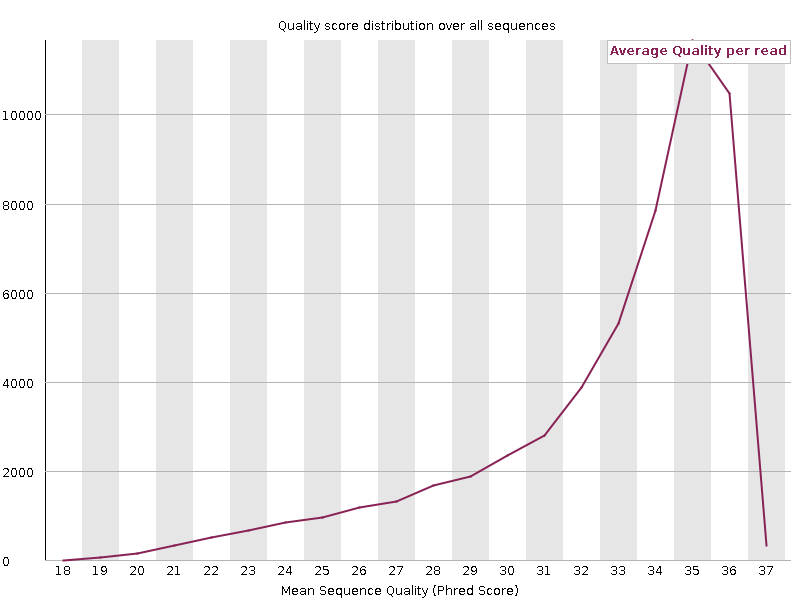 Quality score distribution over all sequences
Average Quality per read
10000
8000
6000
4000
2000
0
18 19 20 21 22 23 24 25 26 27 28 29 30 31 32 33 34 35 36 37
Mean Sequence Quality (Phred Score)